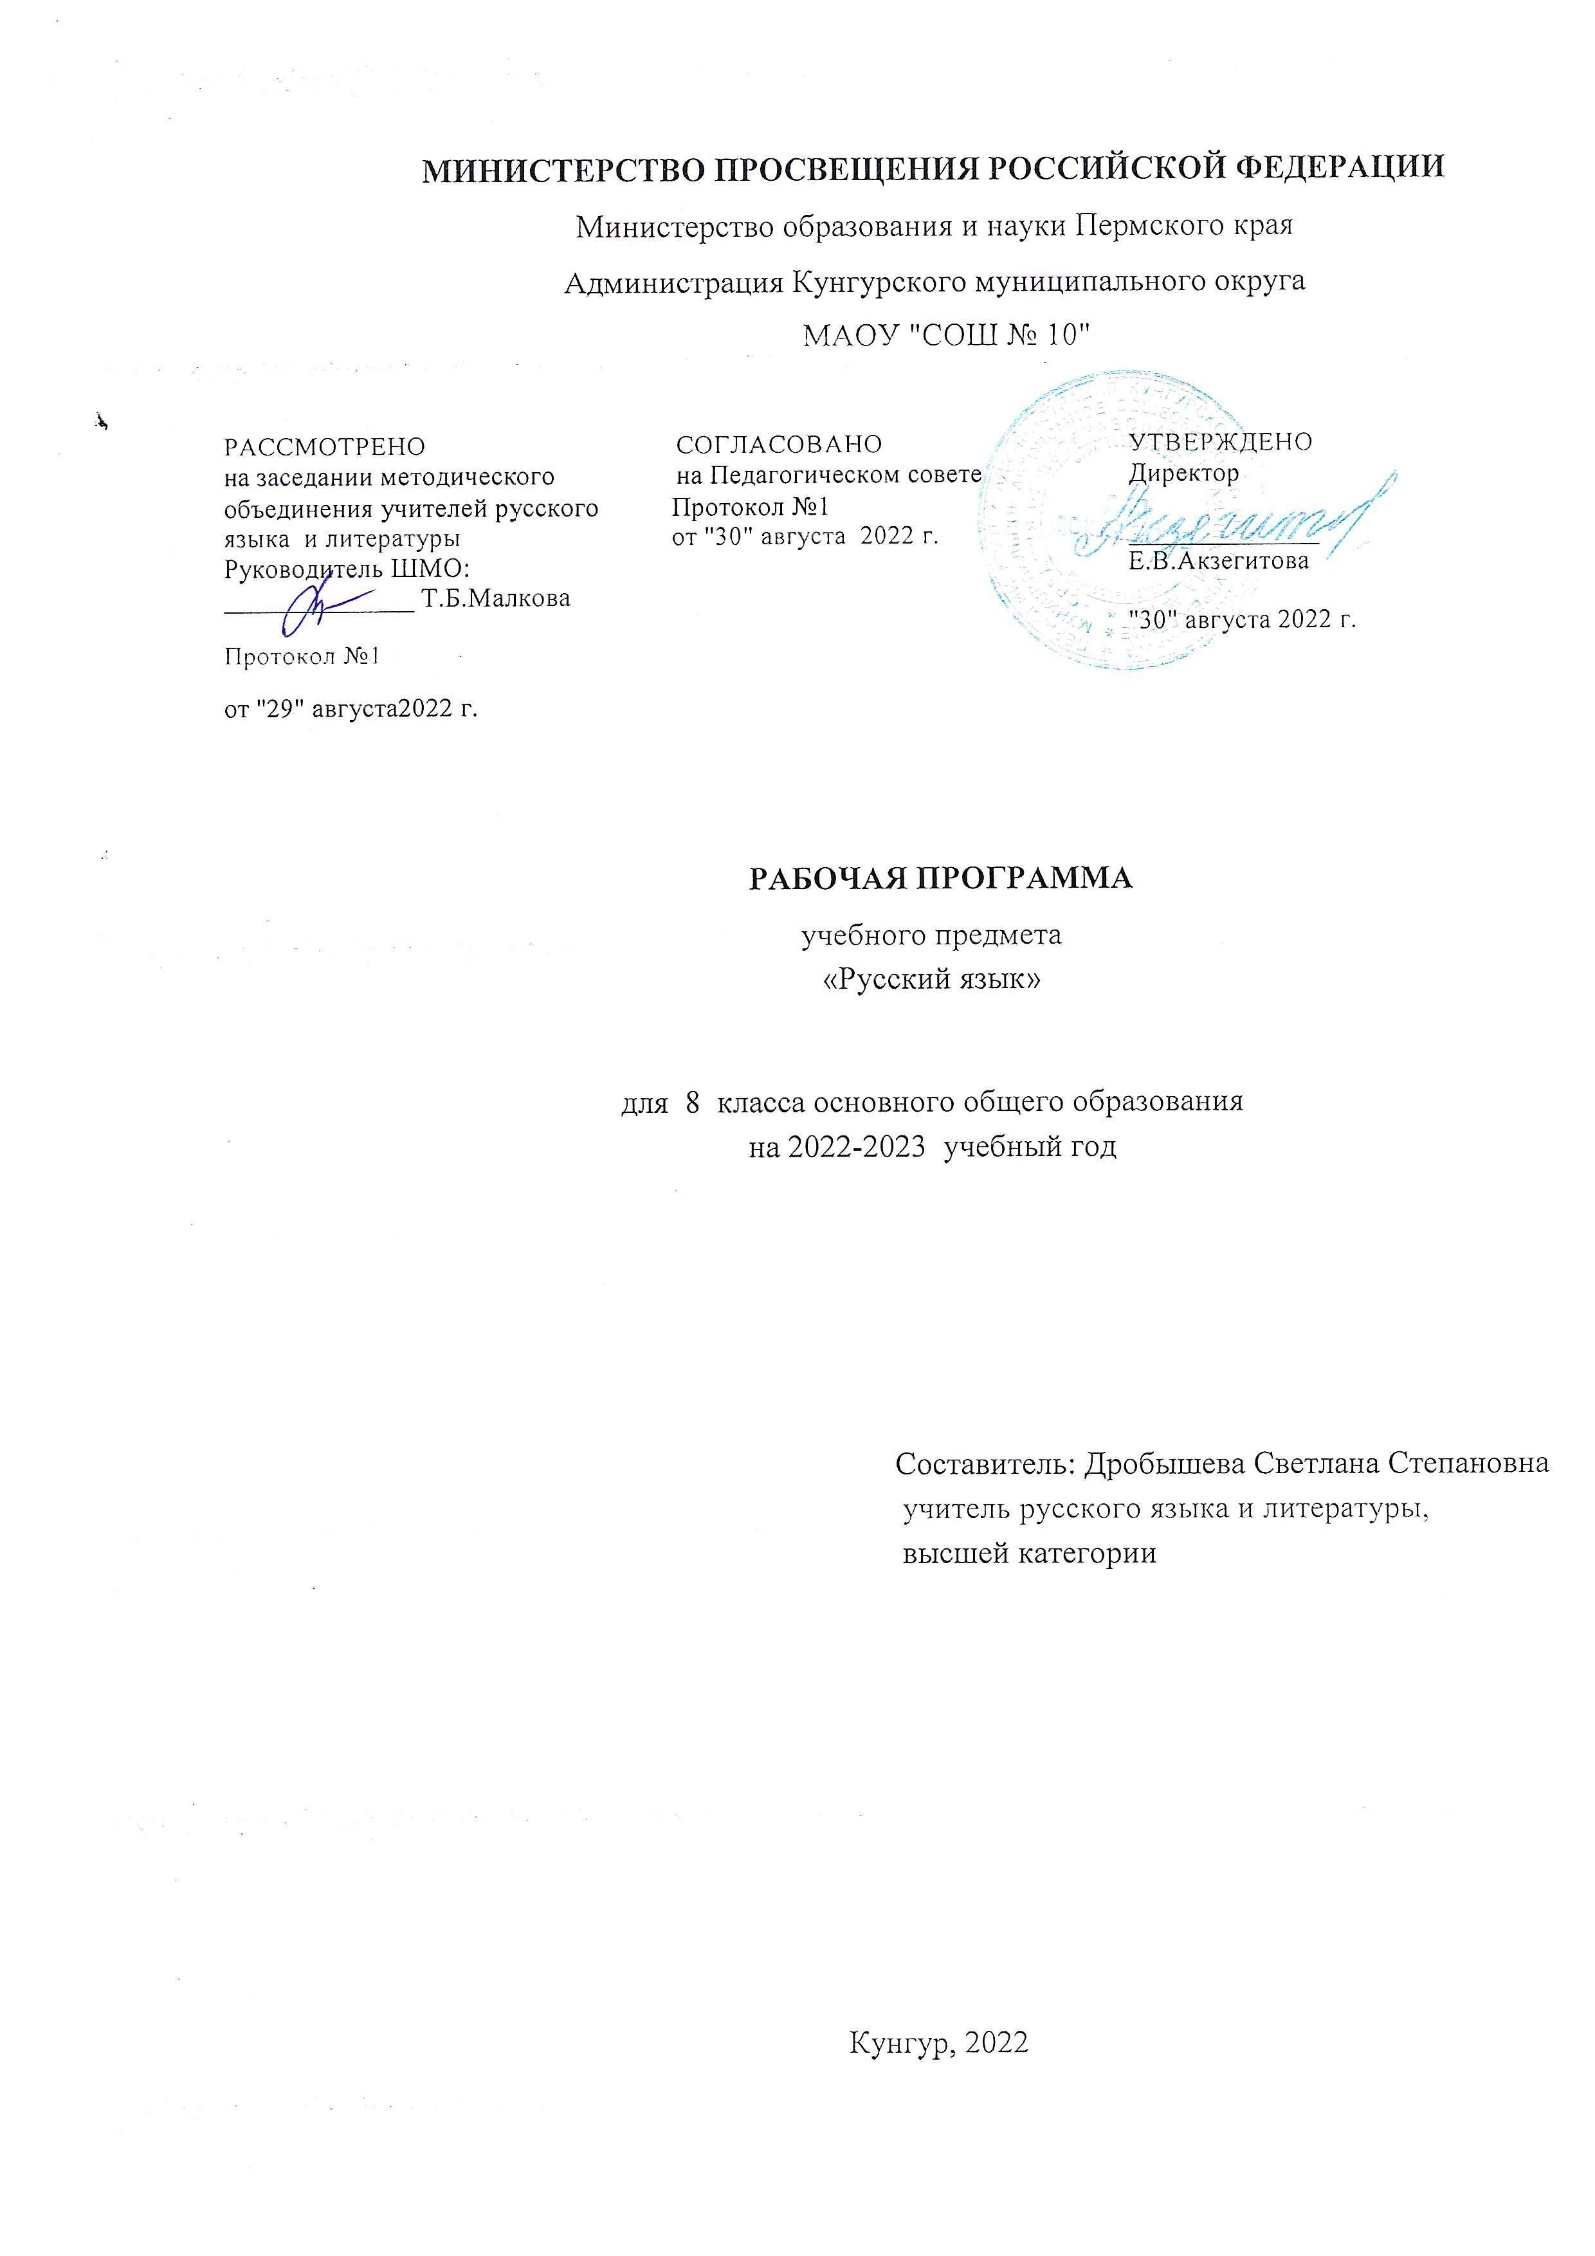 МИНИСТЕРСТВО ПРОСВЕЩЕНИЯ РОССИЙСКОЙ ФЕДЕРАЦИИ
Министерство образования и науки Пермского края
Администрация Кунгурского муниципального округа
МАОУ "СОШ № 10"
РАССМОТРЕНО
на заседании методического
объединения учителей русского
языка и литературы
Руководитель ШМО:
______________ Т.Б.Малкова
Протокол №1
от "29" августа2022 г.
СОГЛАСОВАНО
на Педагогическом совете
Протокол №1
от "30" августа 2022 г.
УТВЕРЖДЕНО
Директор
______________
Е.В.Акзегитова
"30" августа 2022 г.
РАБОЧАЯ ПРОГРАММА
учебного предмета
«Русский язык»
для 8 класса основного общего образования
на 2022-2023 учебный год
Составитель: Дробышева Светлана Степановна
учитель русского языка и литературы,
высшей категории
Кунгур, 2022